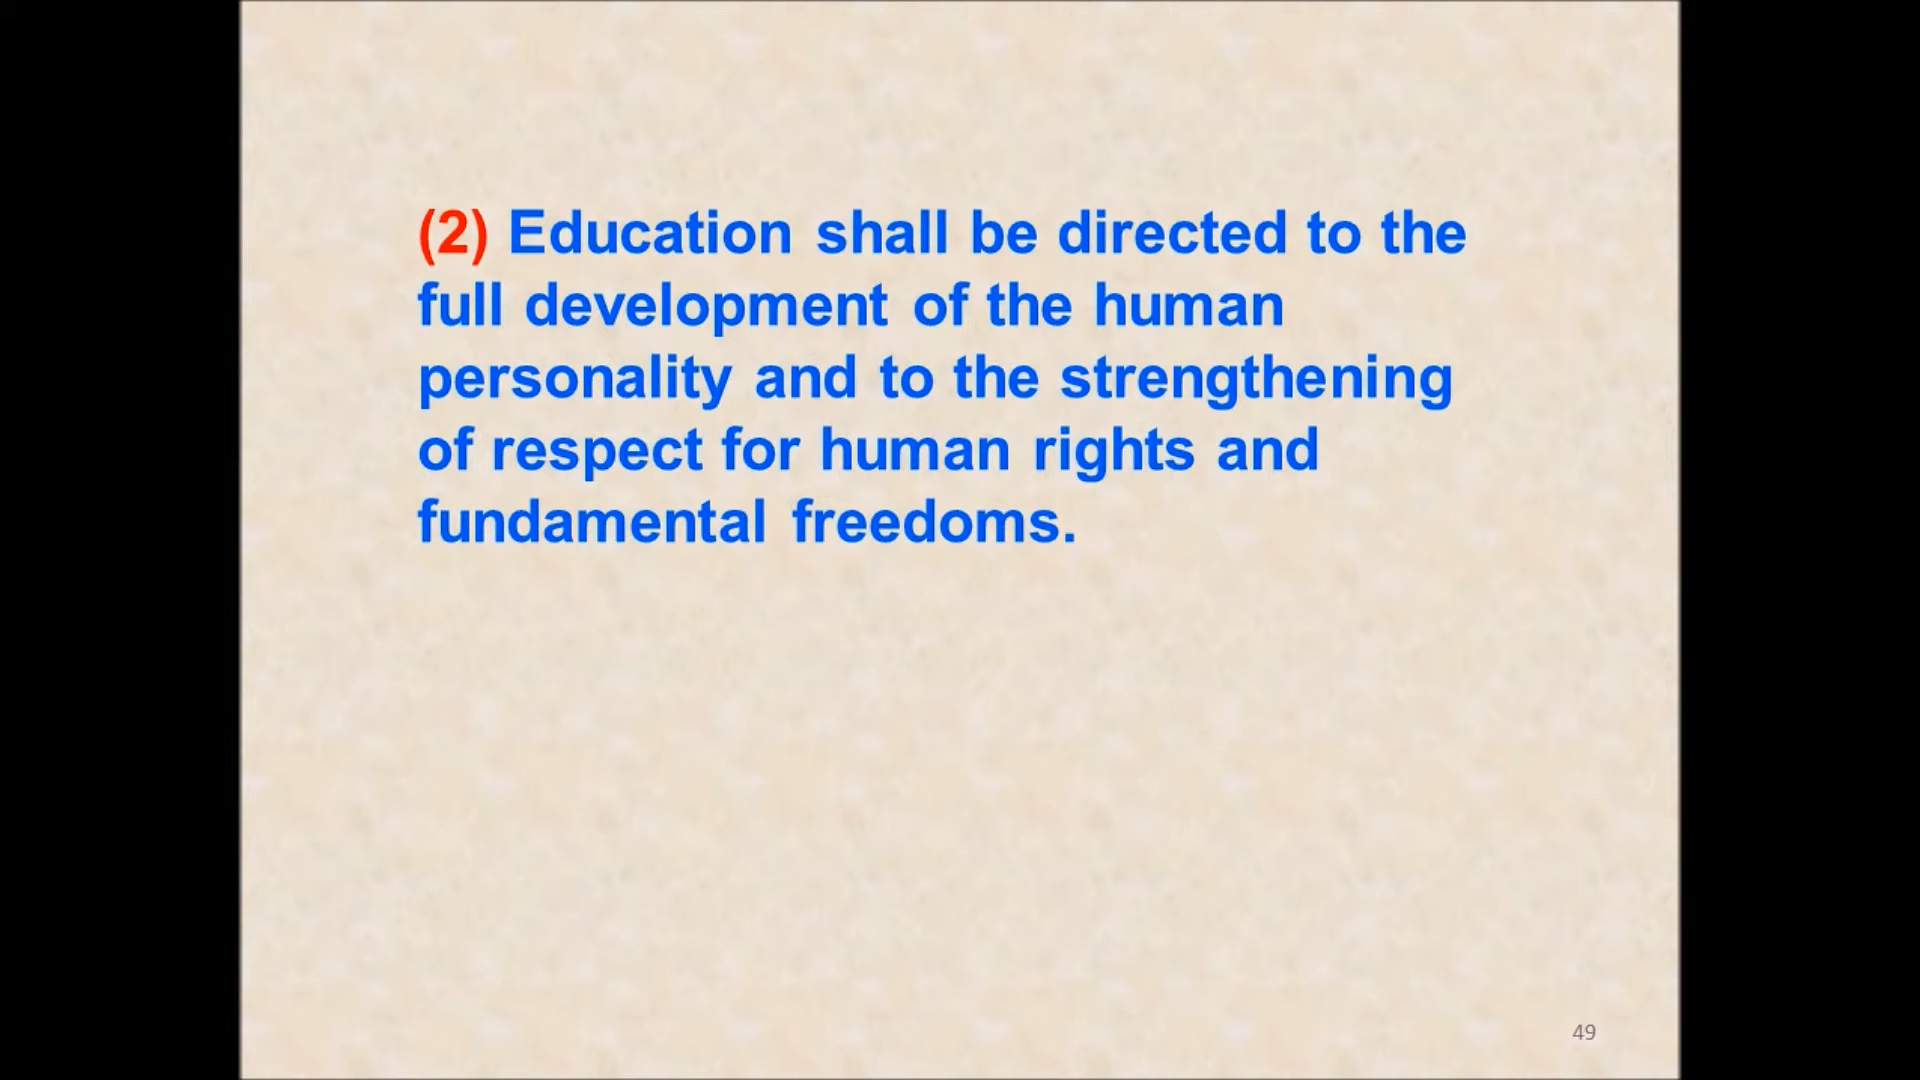 (2) Education shall be directed to the
full development of the human
personality and to the strengthening
of respect for human rights and
fundamental freedoms.
49